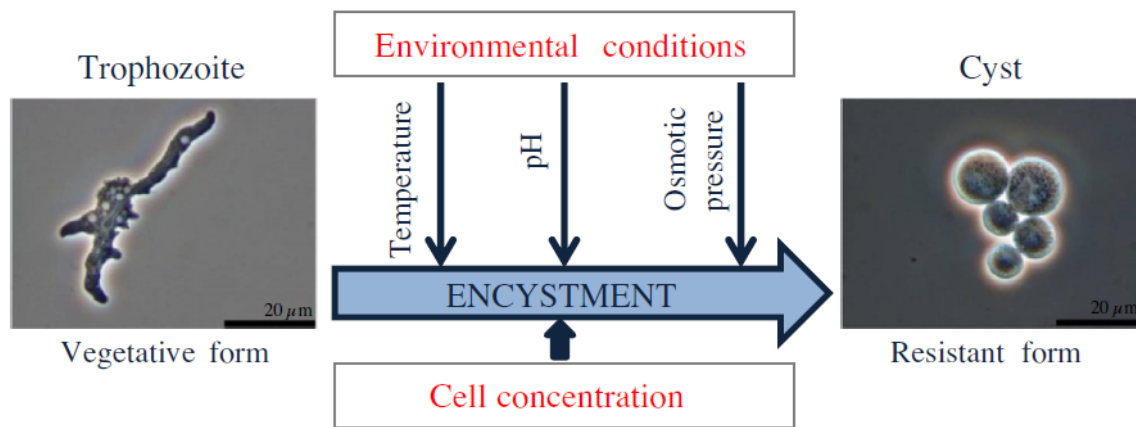 Environmental conditions
Trophozoite
Cyst
Temperature
pH
Osmotic
pressure
20 µm
ENCYSTMENT
20 µm
Vegetative form
Resistant form
Cell concentration